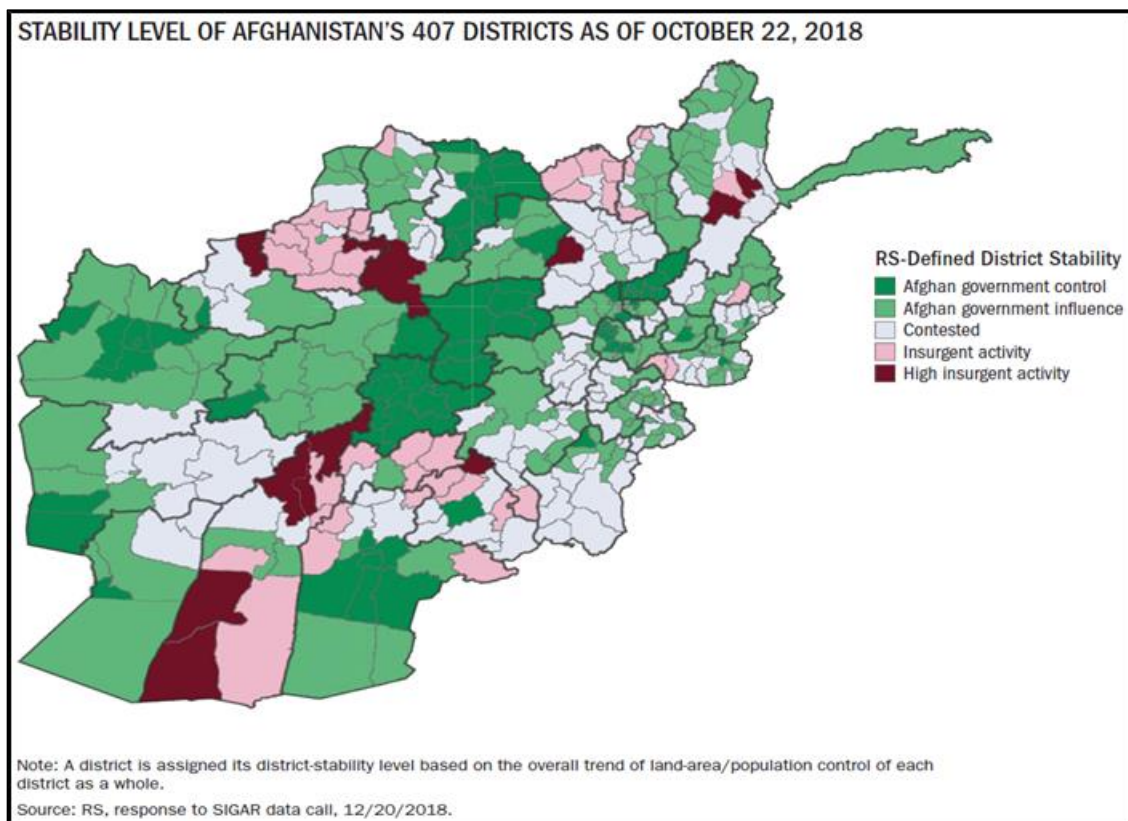 STABILITY LEVEL OF AFGHANISTAN'S 407 DISTRICTS AS OF OCTOBER 22, 2018
RS-Defined District Stability
Afghan government control
Afghan government influence
Contested
Insurgent activity
High insurgent activity
Note: A district is assigned its district-stability level based on the overall trend of land-area/population control of each
district as a whole.
Source: RS, response to SIGAR data call, 12/20/2018.